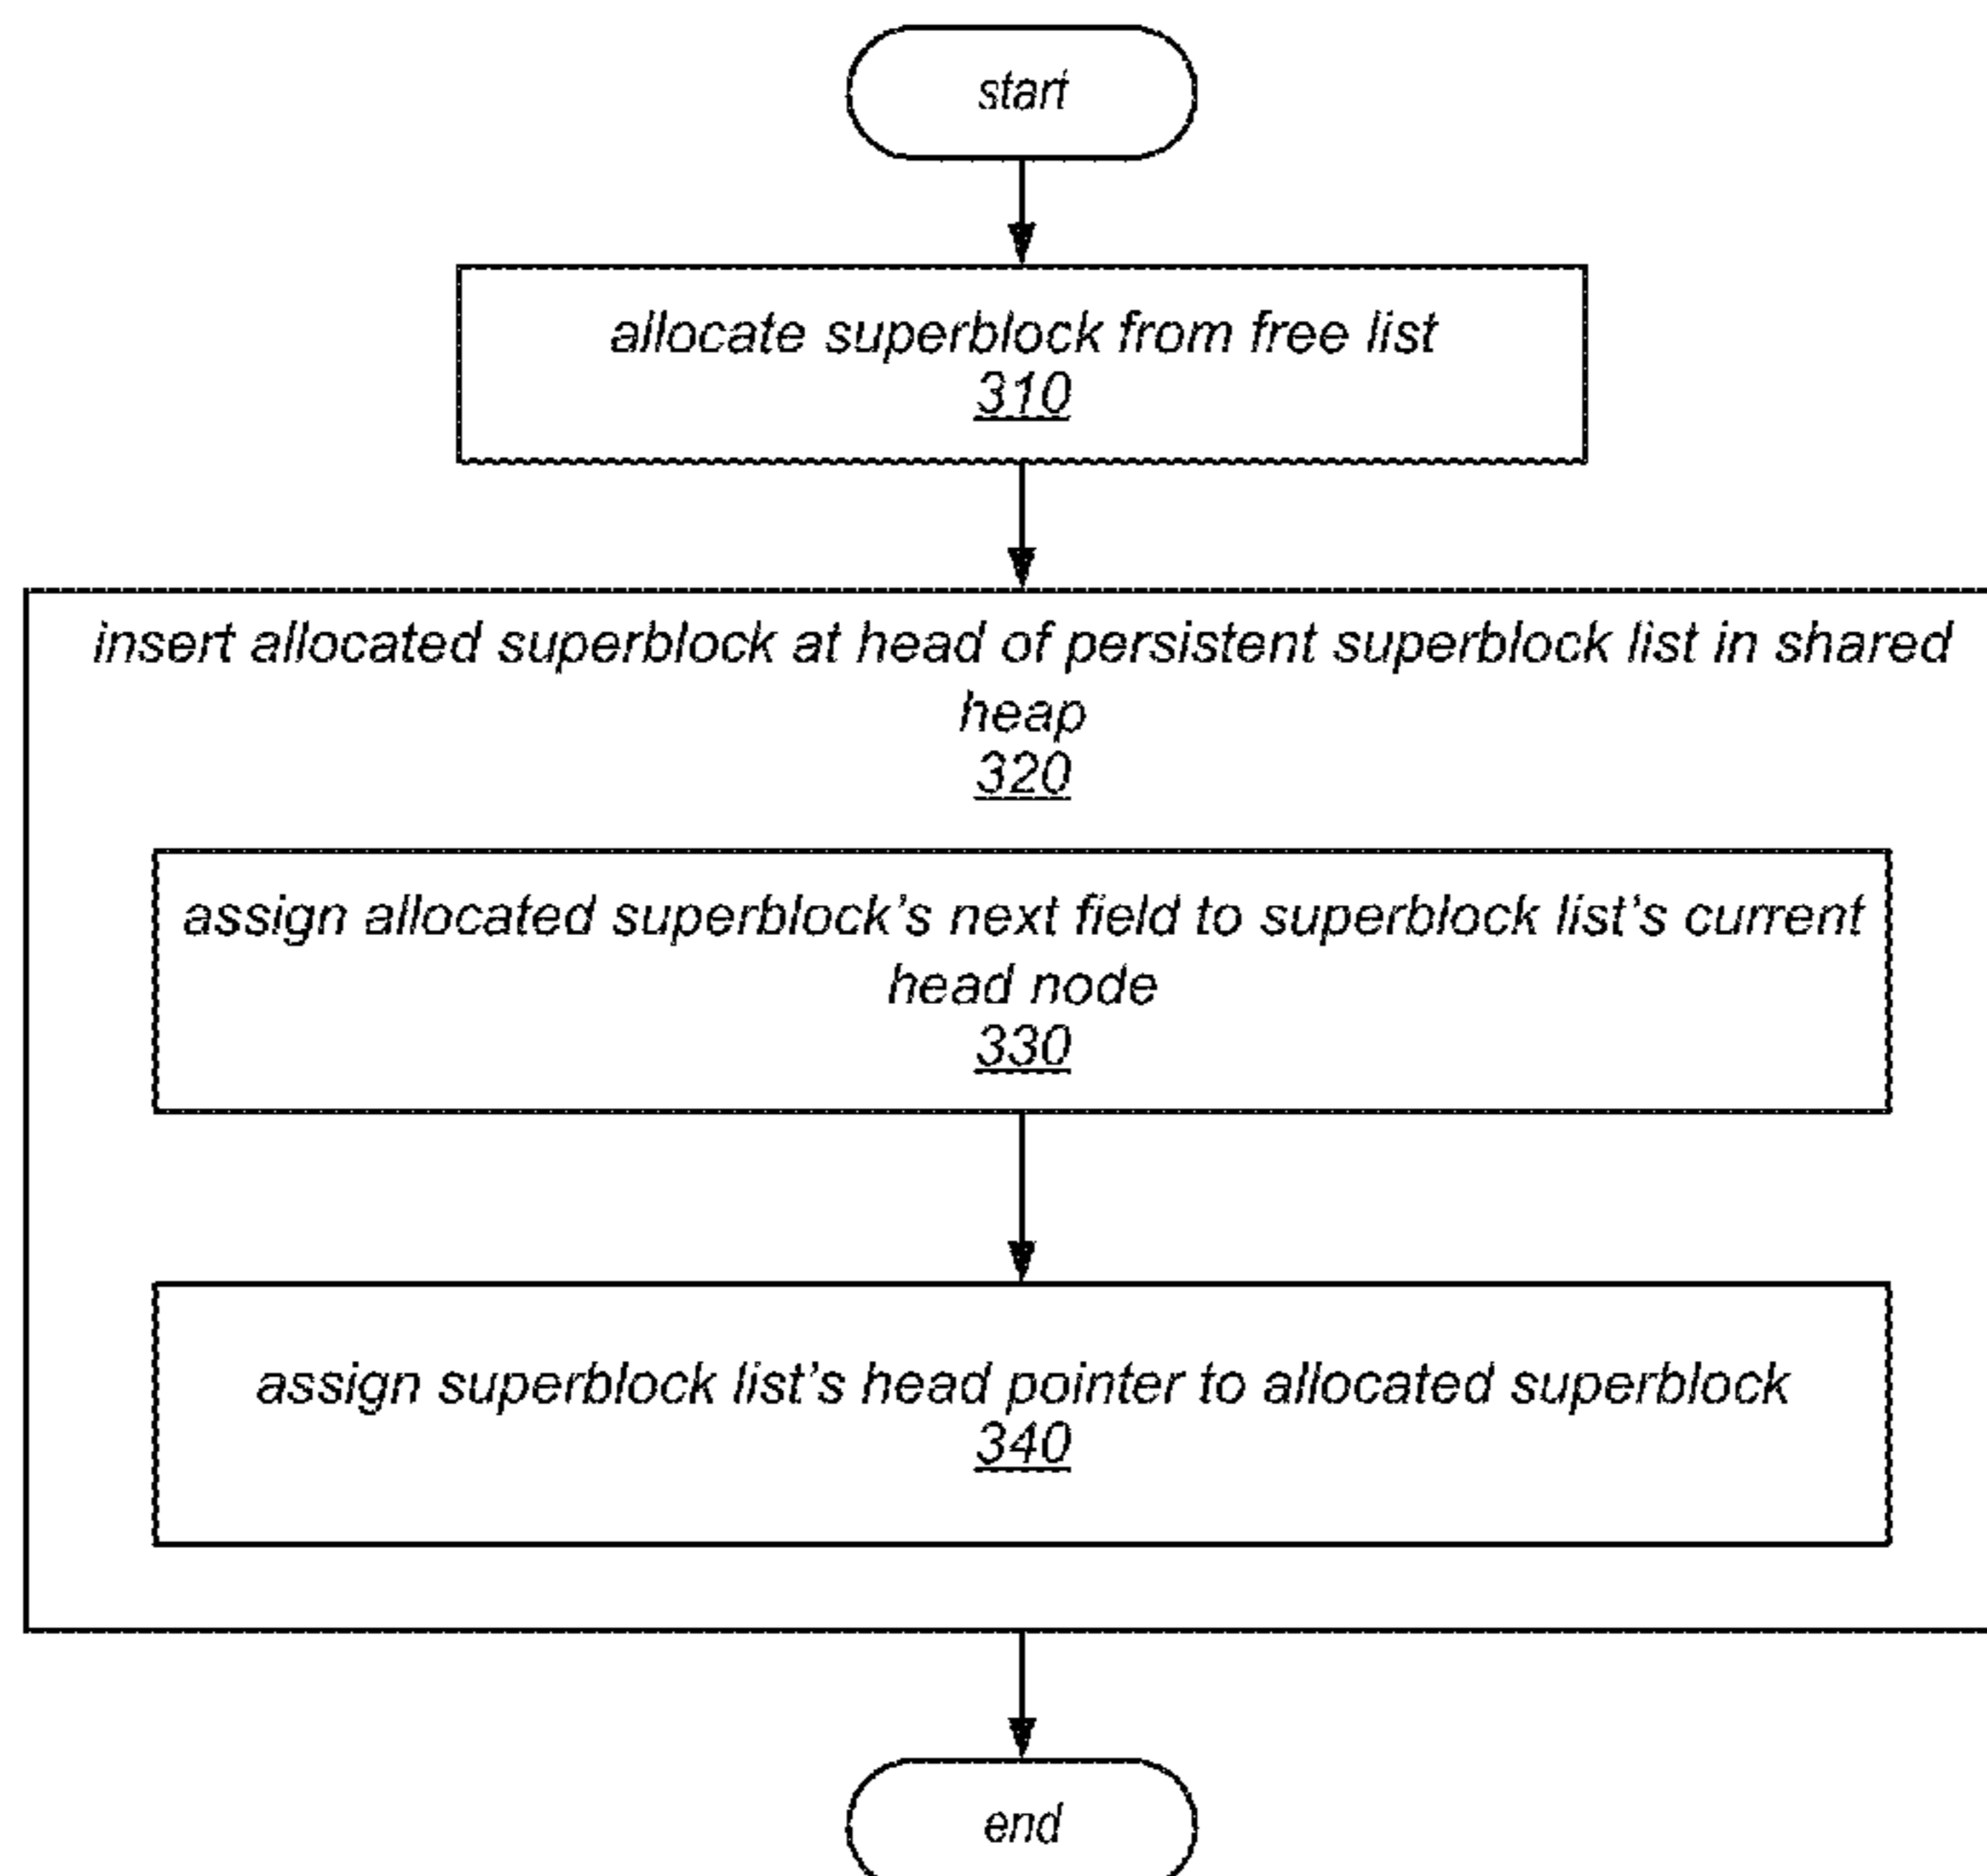 start
allocate superblock from free list
310
insert allocated superblock at head of persistent superblock list in shared
heap
320
assign allocated superblock's next field to superblock list's current
head node
330
assign superblock list's head pointer to allocated superblock
340
end